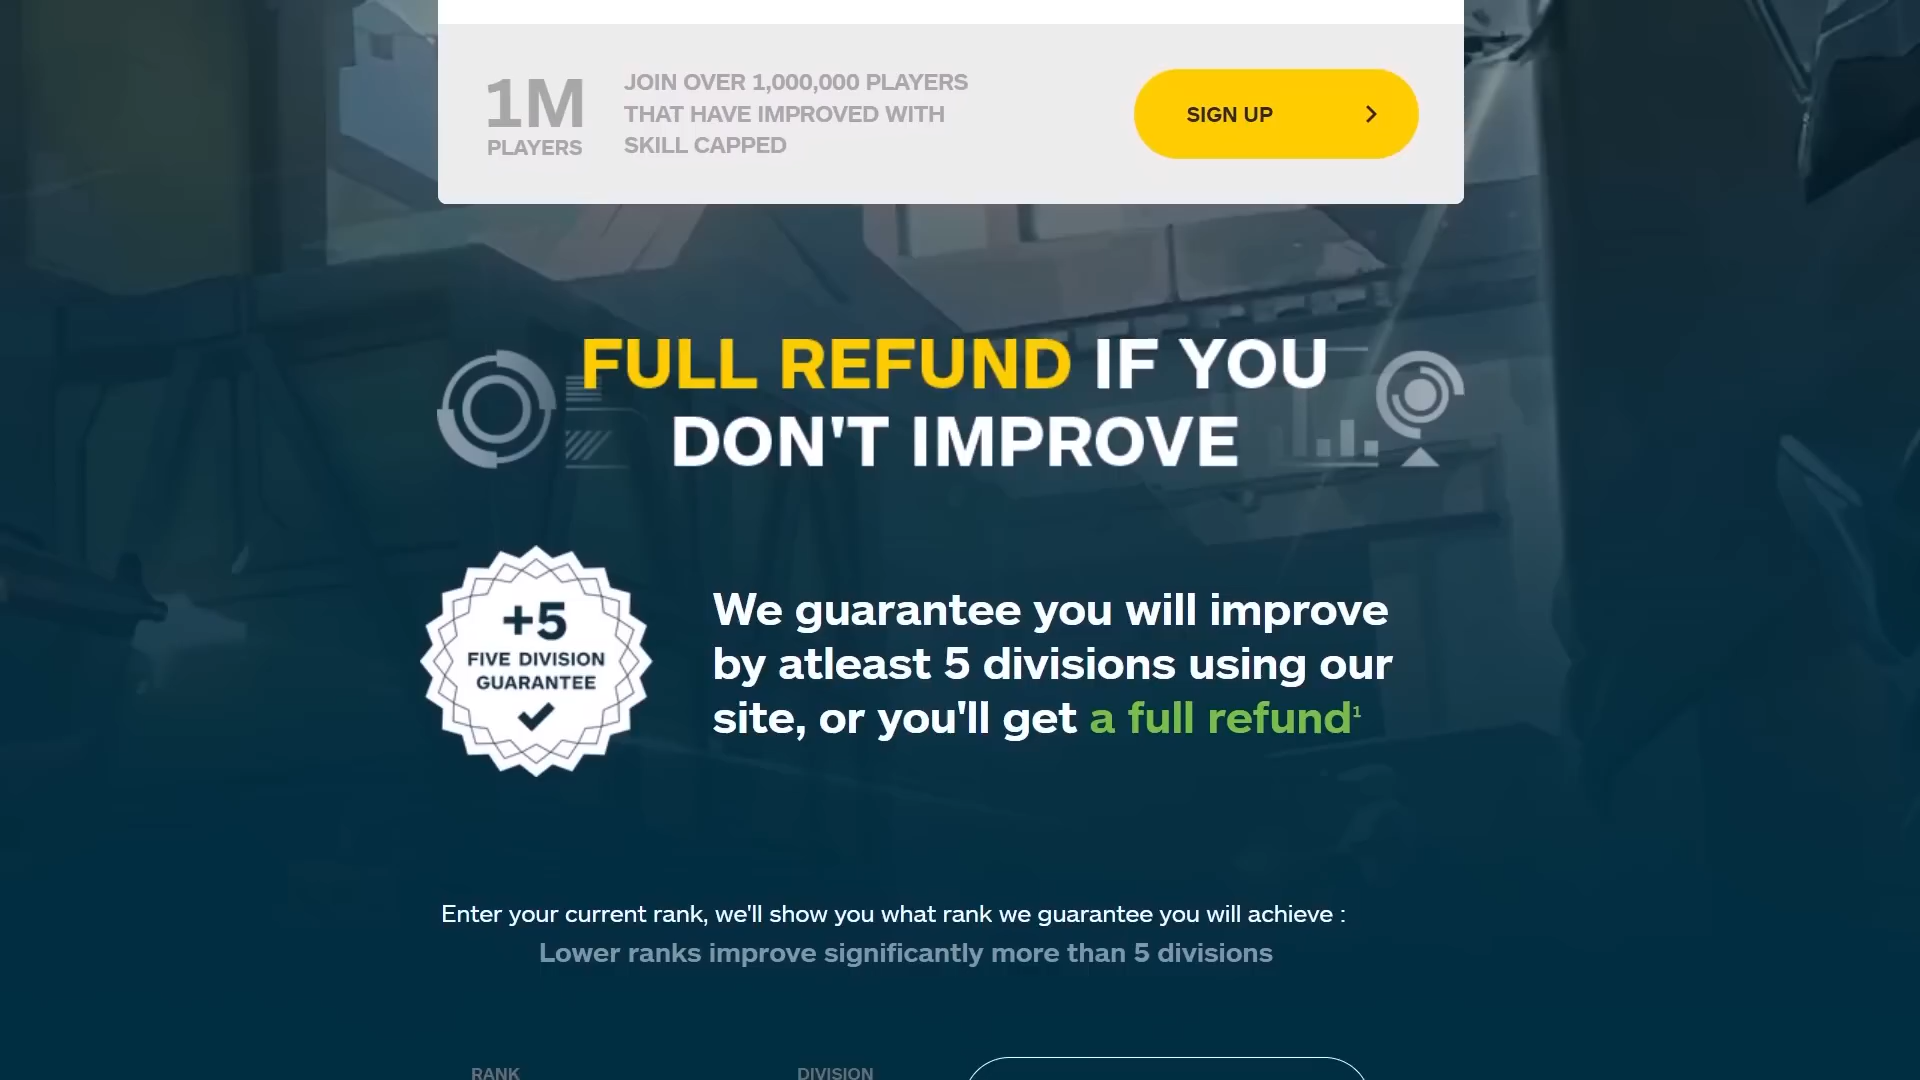 1M
PLAYERS
JOIN OVER 1,000,000 PLAYERS
THAT HAVE IMPROVED WITH
SKILL CAPPED
SIGN UP
FULL REFUND IF YOU
DON'T IMPROVE
+5
FIVE DIVISION
GUARANTEE
We guarantee you will improve
by atleast 5 divisions using our
site, or you'll get a full refund¹
Enter your current rank, we'll show you what rank we guarantee you will achieve :
Lower ranks improve significantly more than 5 divisions
RANK
DIVISION